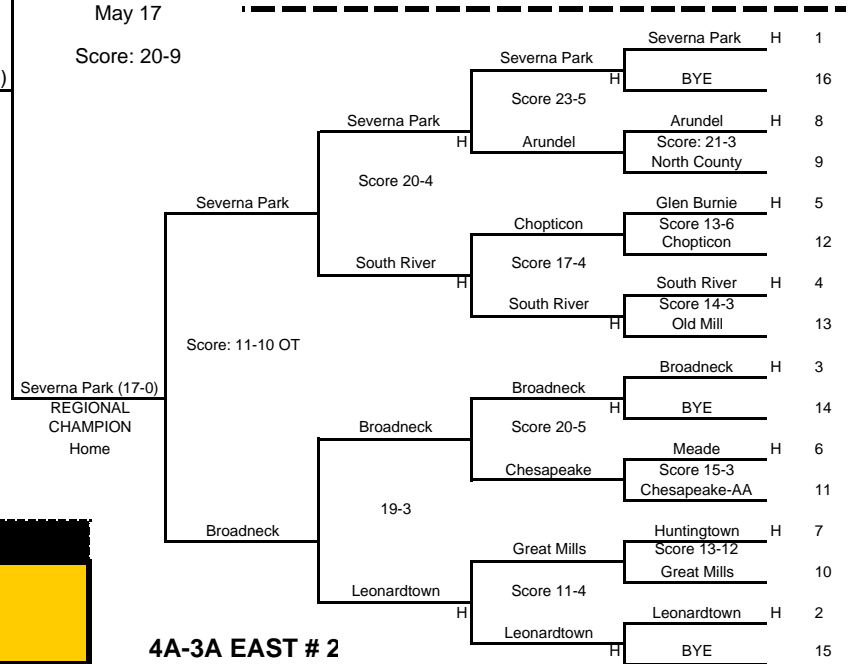 May 17
Score: 20-9
)
Severna Park H 1
Severna Park
H BYE 16
Score 23-5
Severna Park
Arundel H 8
H Arundel Score: 21-3
North County 9
Score 20-4
Severna Park
Glen Burnie H 5
Chopticon Score 13-6
Chopticon 12
South River Score 17-4
H South River H 4
South River Score 14-3
H Old Mill 13
Score: 11-10 OT
Broadneck H 3
Severna Park (17-0) Broadneck
REGIONAL H BYE 14
CHAMPION Broadneck Score 20-5
Home Meade H 6
Chesapeake Score 15-3
Chesapeake-AA 11
19-3
Broadneck Huntingtown H 7
Great Mills Score 13-12
Great Mills 10
Leonardtown Score 11-4
H Leonardtown H 2
Leonardtown
H BYE 15
4A-3A EAST # 2